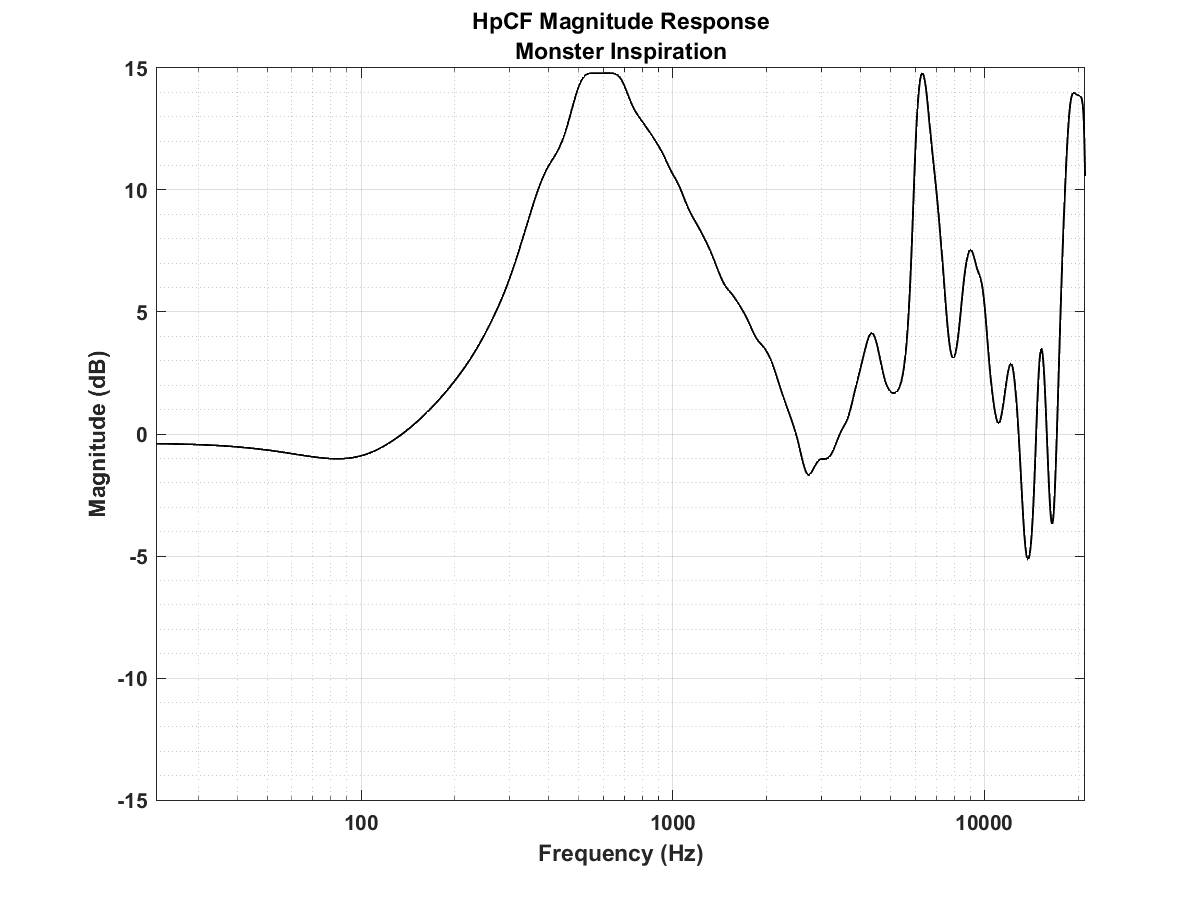 HpCF Magnitude Response
Monster Inspiration
15
10
5
0
-5
-10
-15
Magnitude (dB)
100
1000
10000
Frequency (Hz)